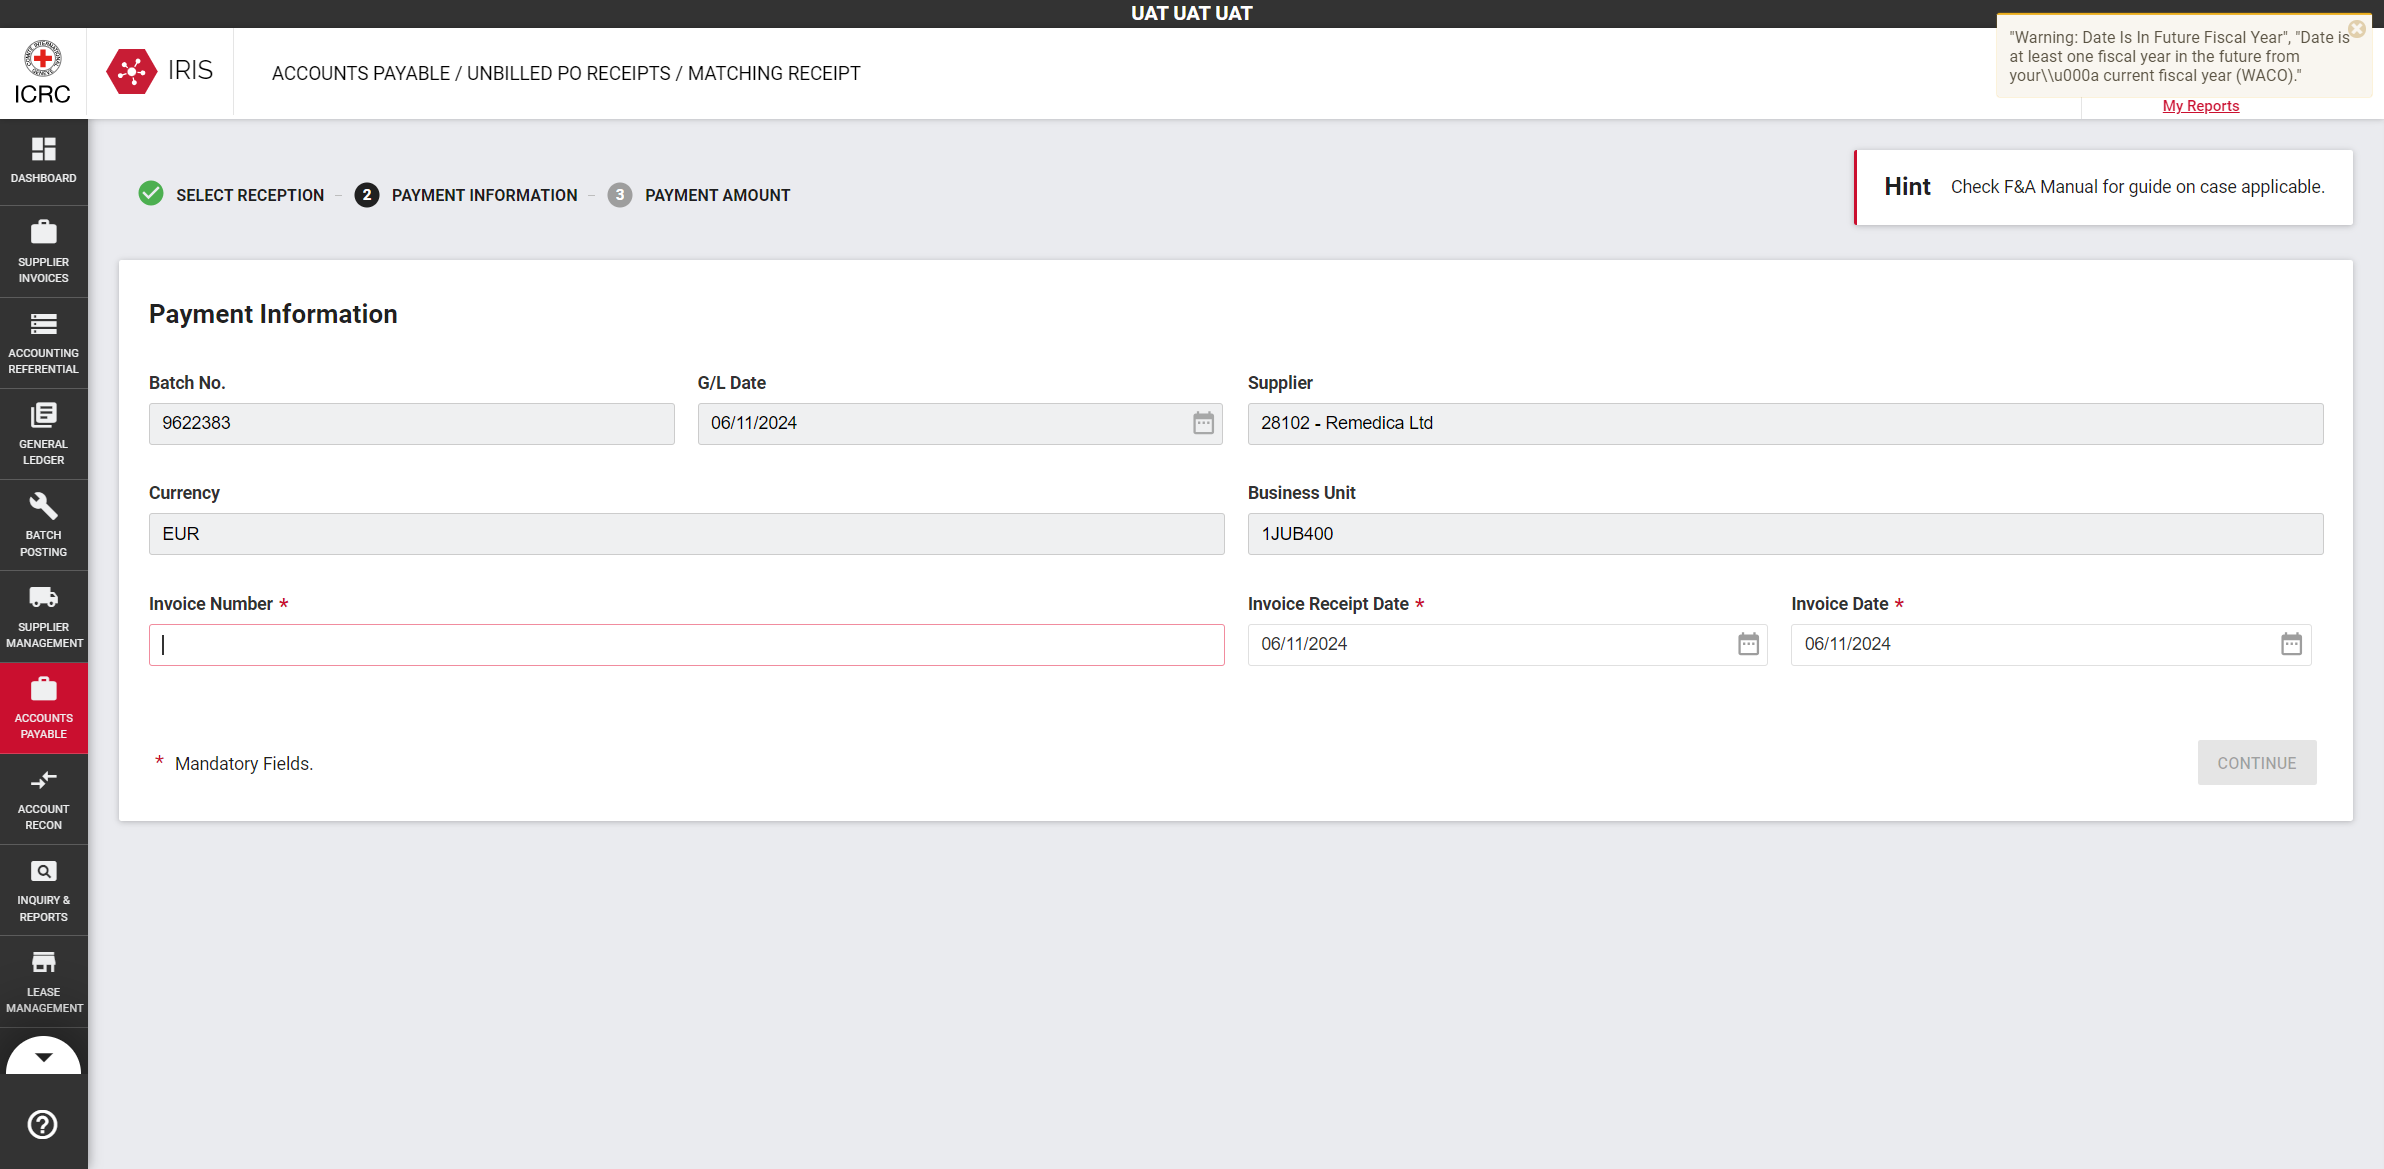 UAT UAT UAT
"Warning: Date Is In Future Fiscal Year", "Date is
at least one fiscal year in the future from
your\\u000a current fiscal year (WACO)."
ICRC
IRIS
ACCOUNTS PAYABLE / UNBILLED PO RECEIPTS / MATCHING RECEIPT
My Reports
DASHBOARD
SUPPLIER
INVOICES
ACCOUNTING
REFERENTIAL
GENERAL
LEDGER
BATCH
POSTING
SUPPLIER
MANAGEMENT
ACCOUNTS
PAYABLE
ACCOUNT
RECON
INQUIRY &
REPORTS
LEASE
MANAGEMENT
SELECT RECEPTION
2 PAYMENT INFORMATION
3 PAYMENT AMOUNT
Hint Check F&A Manual for guide on case applicable.
Payment Information
Batch No. G/L Date Supplier
9622383 06/11/2024 28102 - Remedica Ltd
Currency Business Unit
EUR 1JUB400
Invoice Number * Invoice Receipt Date * Invoice Date *
06/11/2024 06/11/2024
* Mandatory Fields.
CONTINUE